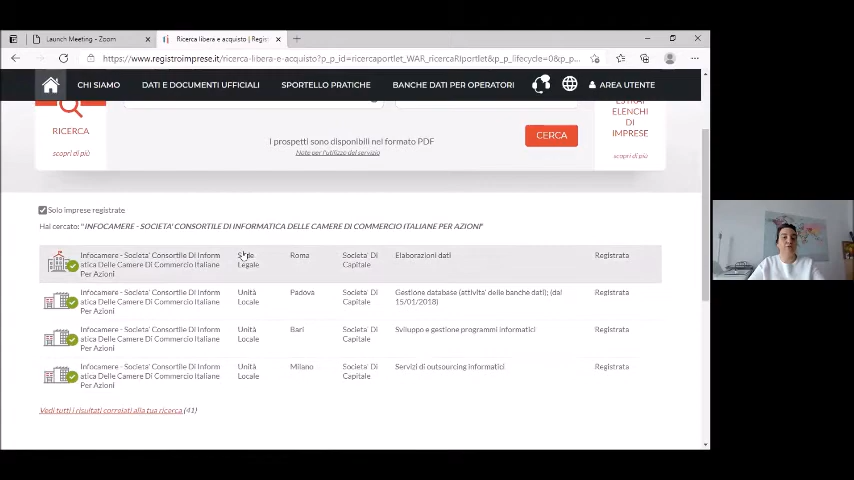 Launch Meeting - Zoom
Ricerca libera e acquisto | Regist
https://www.registroimprese.it/ricerca-libera-e-acquisto?p_p_id=ricercaportlet_WAR_ricercaRIportlet&p_p_lifecycle=0&p_p...
CHI SIAMO
DATI E DOCUMENTI UFFICIALI
SPORTELLO PRATICHE
BANCHE DATI PER OPERATORI
AREA UTENTE
RICERCA
scopri di più
I prospetti sono disponibili nel formato PDF
Note per l'utilizzo del servizio
CERCA
ESTRAI
ELENCHI
DI
IMPRESE
scopri di più
Solo imprese registrate
Hai cercato: "INFOCAMERE - SOCIETA' CONSORTILE DI INFORMATICA DELLE CAMERE DI COMMERCIO ITALIANE PER AZIONI"
Infocamere - Societa' Consortile Di Inform
atica Delle Camere Di Commercio Italiane
Per Azioni
Legale
Roma
Societa' Di
Capitale
Elaborazioni dati
Registrata
Infocamere - Societa' Consortile Di Inform
atica Delle Camere Di Commercio Italiane
Per Azioni
Unità
Locale
Padova
Societa' Di
Capitale
Gestione database (attivita' delle banche dati); (dal
15/01/2018)
Registrata
Infocamere - Societa' Consortile Di Inform
atica Delle Camere Di Commercio Italiane
Per Azioni
Unità
Locale
Bari
Societa' Di
Capitale
Sviluppo e gestione programmi informatici
Registrata
Infocamere - Societa' Consortile Di Inform
atica Delle Camere Di Commercio Italiane
Per Azioni
Unità
Locale
Milano
Societa' Di
Capitale
Servizi di outsourcing informatici
Registrata
Vedi tutti i risultati correlati alla tua ricerca (41)